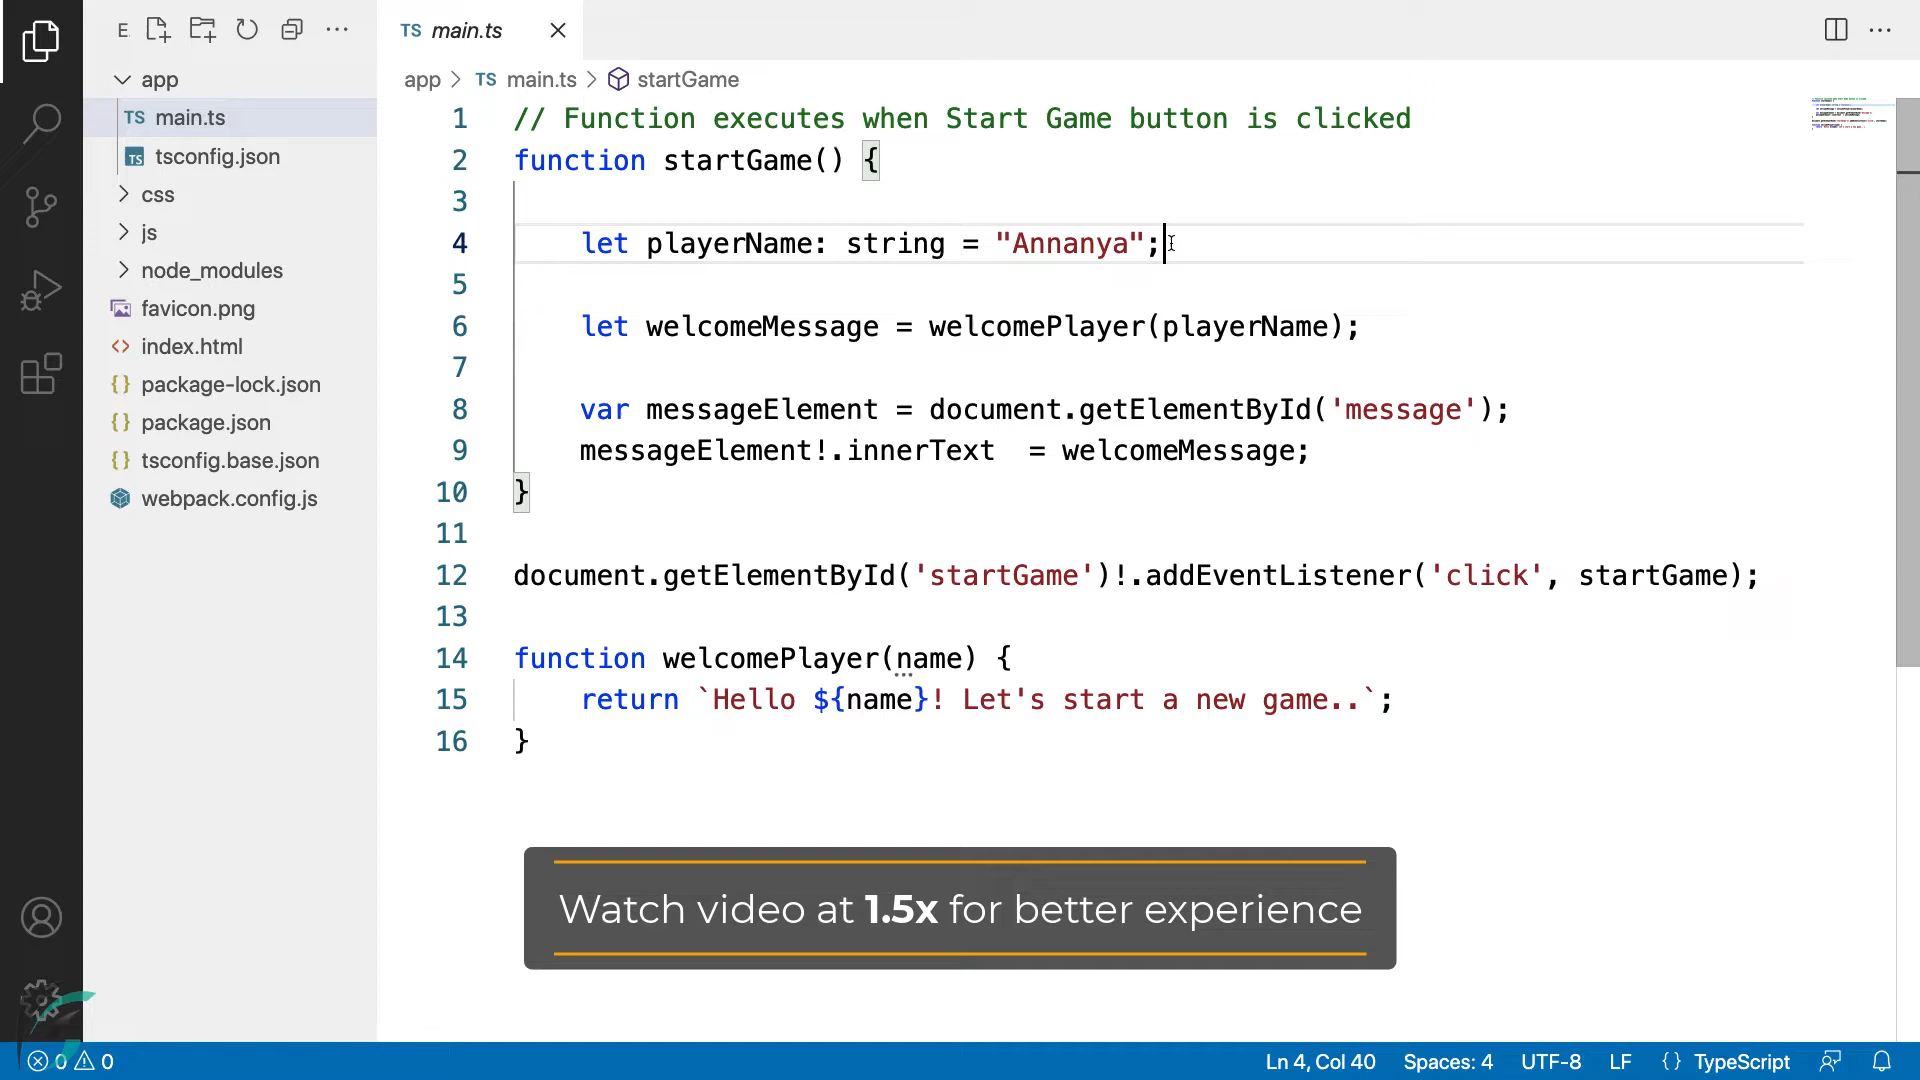 E
TS main.ts
app
TS main.ts
tsconfig.json
css
js
node_modules
favicon.png
index.html
package-lock.json
package.json
tsconfig.base.json
webpack.config.js
app > TS main.ts > startGame
1 // Function executes when Start Game button is clicked
2 function startGame() {
3
4 let playerName: string = "Annanya";
5
6 let welcomeMessage = welcomePlayer(playerName);
7
8 var messageElement = document.getElementById('message');
9 messageElement!.innerText  = welcomeMessage;
10 }
11
12 document.getElementById('startGame')!.addEventListener('click', startGame);
13
14 function welcomePlayer(name) {
15 return `Hello ${name}! Let's start a new game..`;
16 }
Watch video at 1.5x for better experience
0 0 Ln 4, Col 40 Spaces: 4 UTF-8 LF {} TypeScript